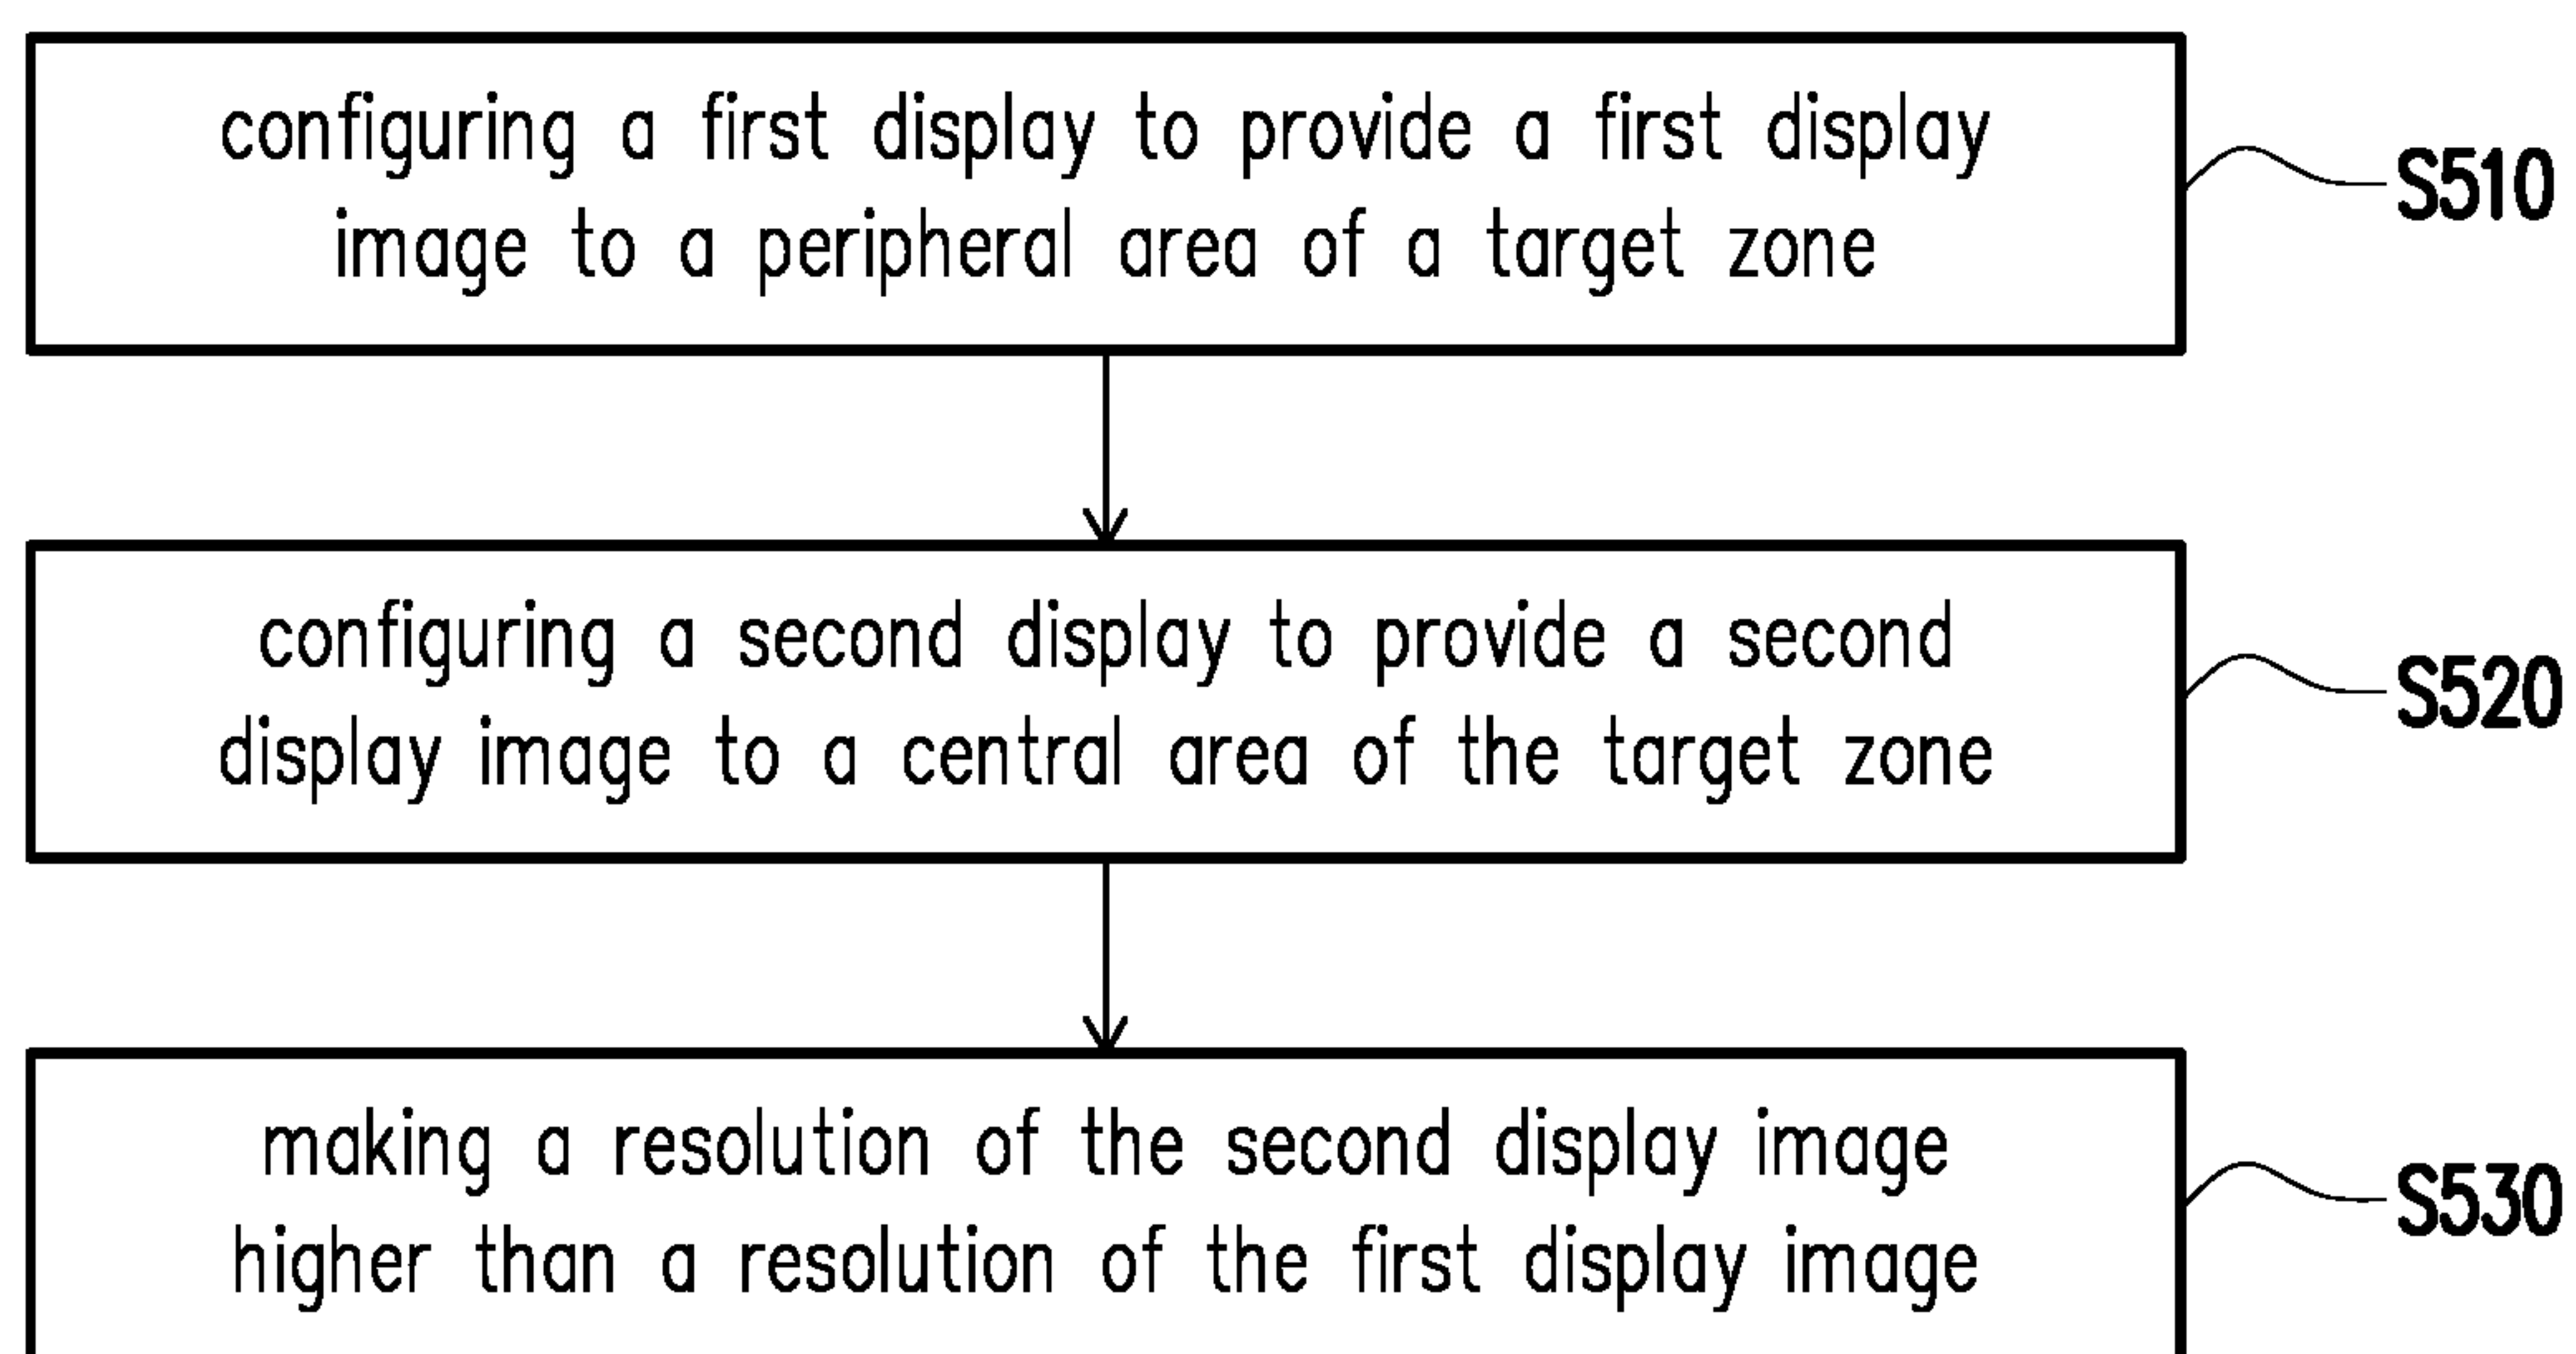 configuring a first display to provide a first display
image to a peripheral area of a target zone
S510
configuring a second display to provide a second
display image to a central area of the target zone
S520
making a resolution of the second display image
higher than a resolution of the first display image
S530